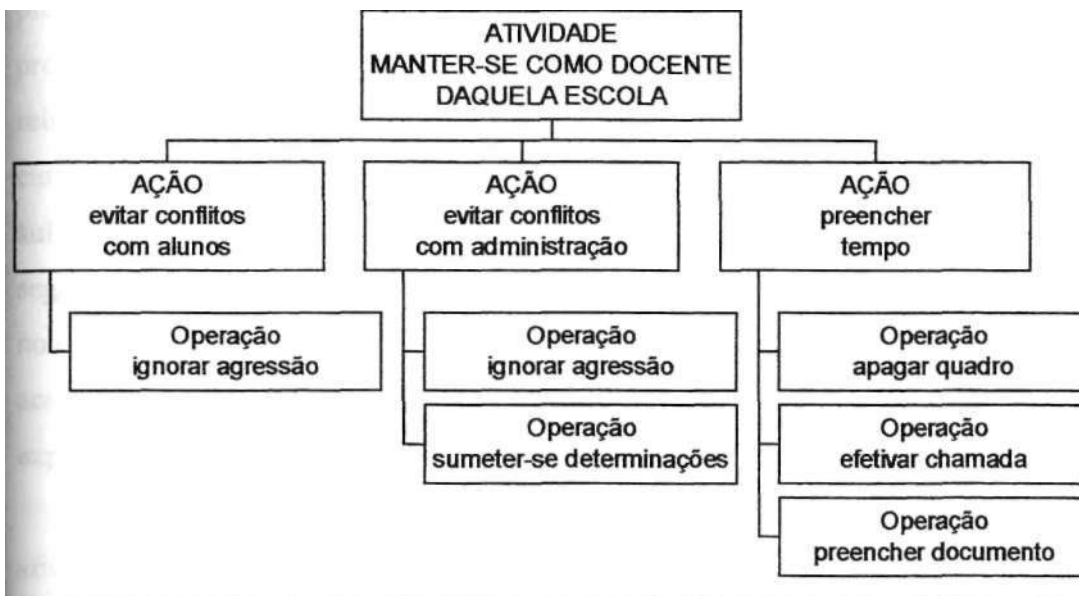 ATIVIDADE
MANTER-SE COMO DOCENTE
DAQUELA ESCOLA
AÇÃO
evitar conflitos
com alunos
Operação
ignorar agressão
AÇÃO
evitar conflitos
com administração
Operação
ignorar agressão
Operação
sumeter-se determinações
AÇÃO
preencher
tempo
Operação
apagar quadro
Operação
efetivar chamada
Operação
preencher documento